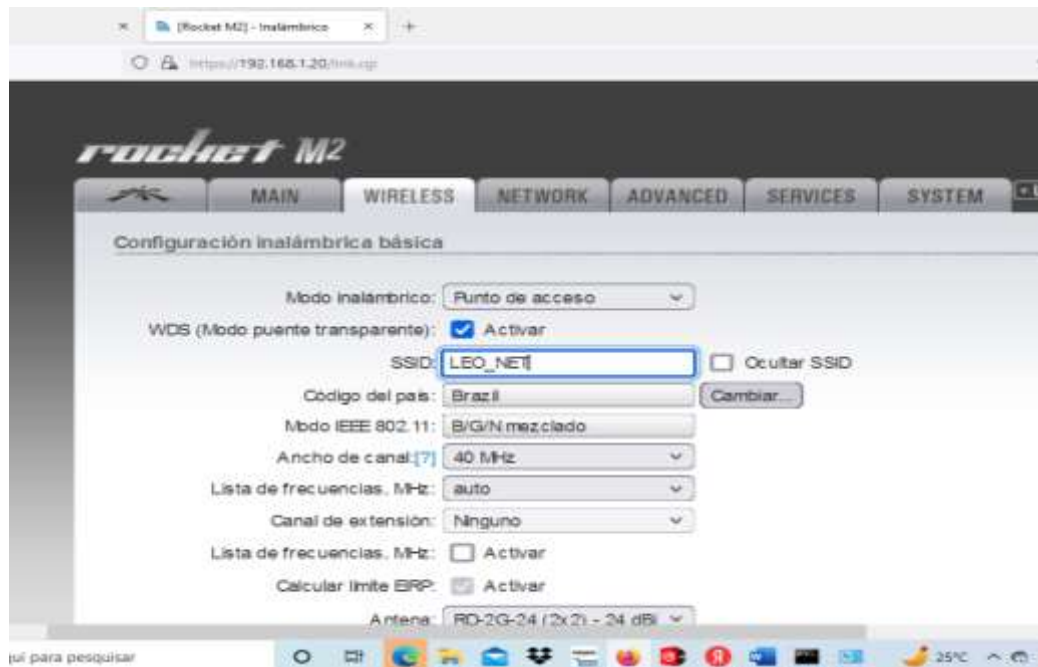 [Rocket M2] - Inalámbrico
https://192.168.1.20/link.cgi
rocket M2
MAIN WIRELESS NETWORK ADVANCED SERVICES SYSTEM
Configuración inalámbrica básica
Modo inalámbrico: Punto de acceso
WDS (Modo puente transparente): Activar
SSID: LEO_NET Ocultar SSID
Código del país: Brazil Cambiar...
Modo IEEE 802.11: B/G/N mezclado
Ancho de canal:[?] 40 MHz
Lista de frecuencias, MHz: auto
Canal de extensión: Ninguno
Lista de frecuencias, MHz: Activar
Calcular límite EIRP: Activar
Antena: RD-2G-24 (2x2) - 24 dBi
para pesquisar 25°C